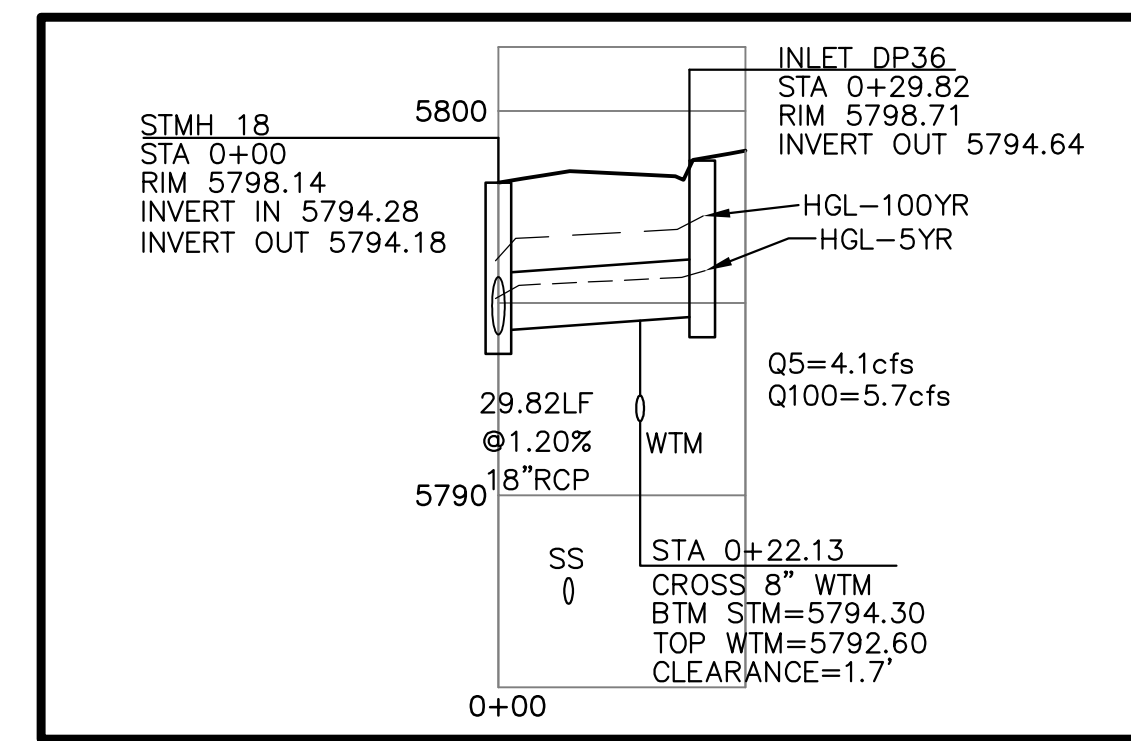 STMH 18
STA 0+00
RIM 5798.14
INVERT IN 5794.28
INVERT OUT 5794.18
5800
INLET DP36
STA 0+29.82
RIM 5798.71
INVERT OUT 5794.64
HGL-100YR
HGL-5YR
Q5=4.1cfs
Q100=5.7cfs
29.82LF
@1.20%
18"RCP
WTM
5790
SS
STA 0+22.13
CROSS 8" WTM
BTM STM=5794.30
TOP WTM=5792.60
CLEARANCE=1.7'
0+00